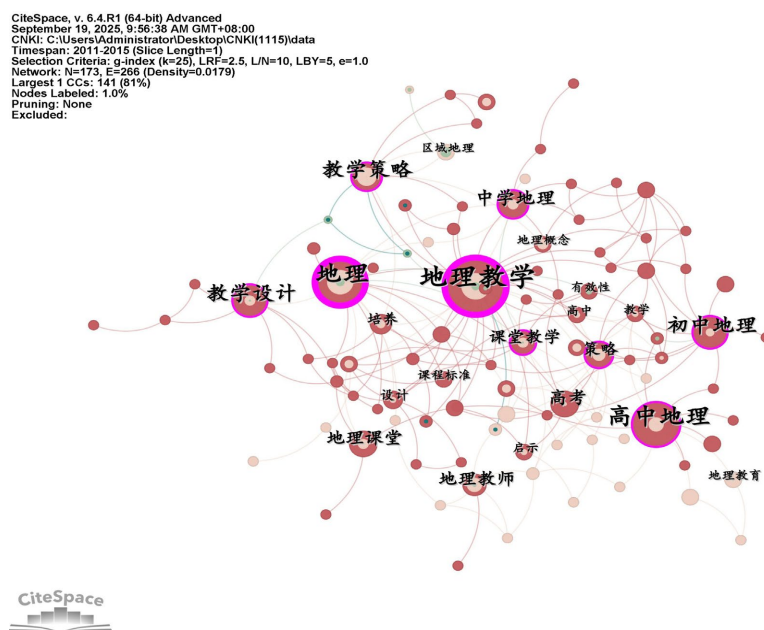 CiteSpace, v. 6.4.R1 (64-bit) Advanced
September 19, 2025, 9:56:38 AM GMT+08:00
CNKI: C:\Users\Administrator\Desktop\CNKI(1115)\data
Timespan: 2011-2015 (Slice Length=1)
Selection Criteria: g-index (k=25), LRF=2.5, L/N=10, LBY=5, e=1.0
Network: N=173, E=266 (Density=0.0179)
Largest 1 CCs: 141 (81%)
Nodes Labeled: 1.0%
Pruning: None
Excluded:
区域地理
教学策略
中学地理
地理概念
地理
地理教学
教学设计
有效性
高中
教学
培养
初中地理
课堂教学
策略
课程标准
设计
高考
高中地理
地理课堂
启示
地理教师
地理教育
CiteSpace